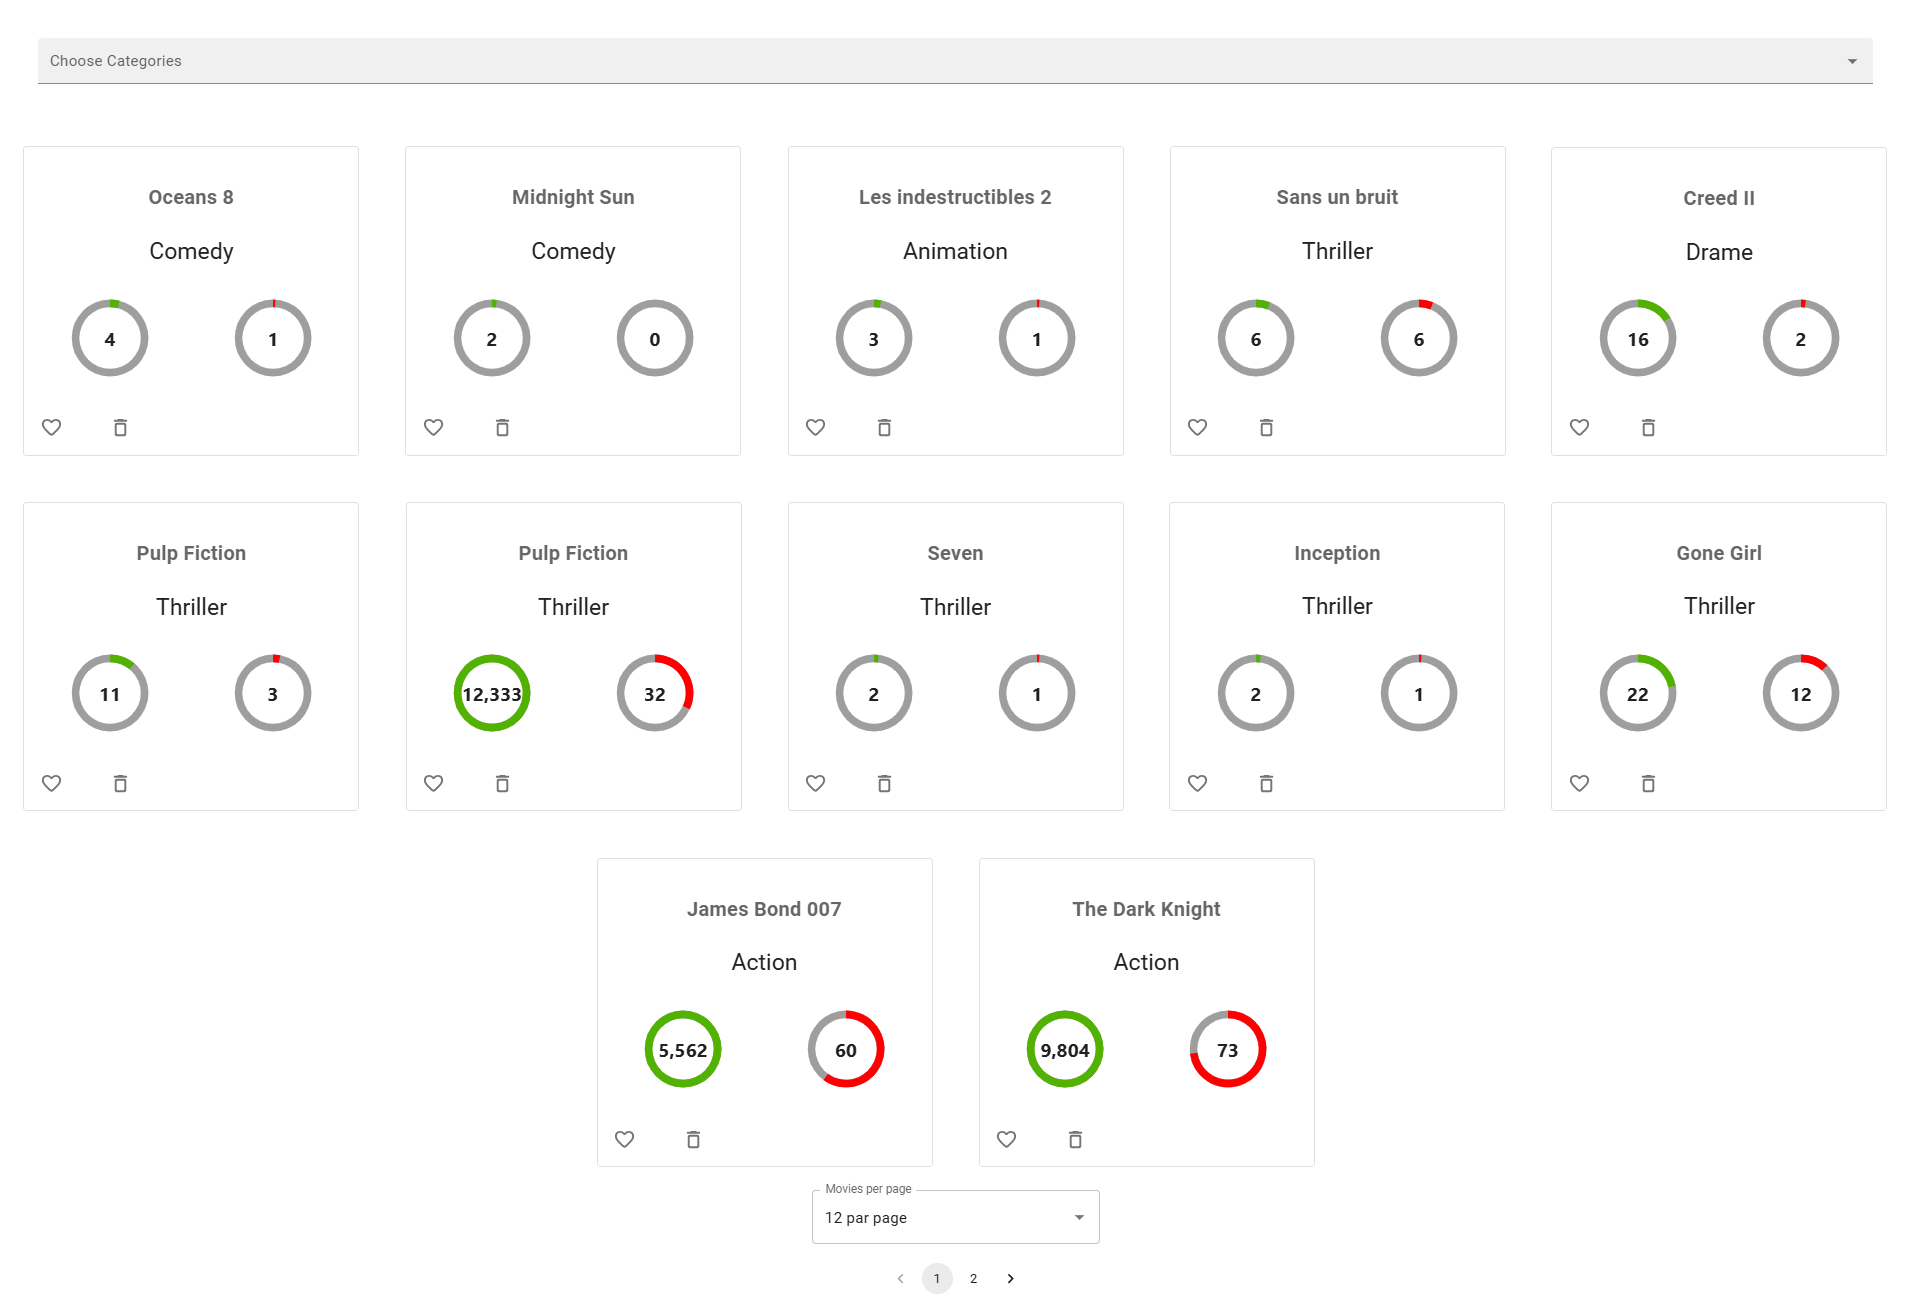 Choose Categories
Oceans 8
Comedy
4
1
Midnight Sun
Comedy
2
0
Les indestructibles 2
Animation
3
1
Sans un bruit
Thriller
6
6
Creed II
Drame
16
2
Pulp Fiction
Thriller
11
3
Pulp Fiction
Thriller
12,333
32
Seven
Thriller
2
1
Inception
Thriller
2
1
Gone Girl
Thriller
22
12
James Bond 007
Action
5,562
60
The Dark Knight
Action
9,804
73
Movies per page
12 par page
1
2